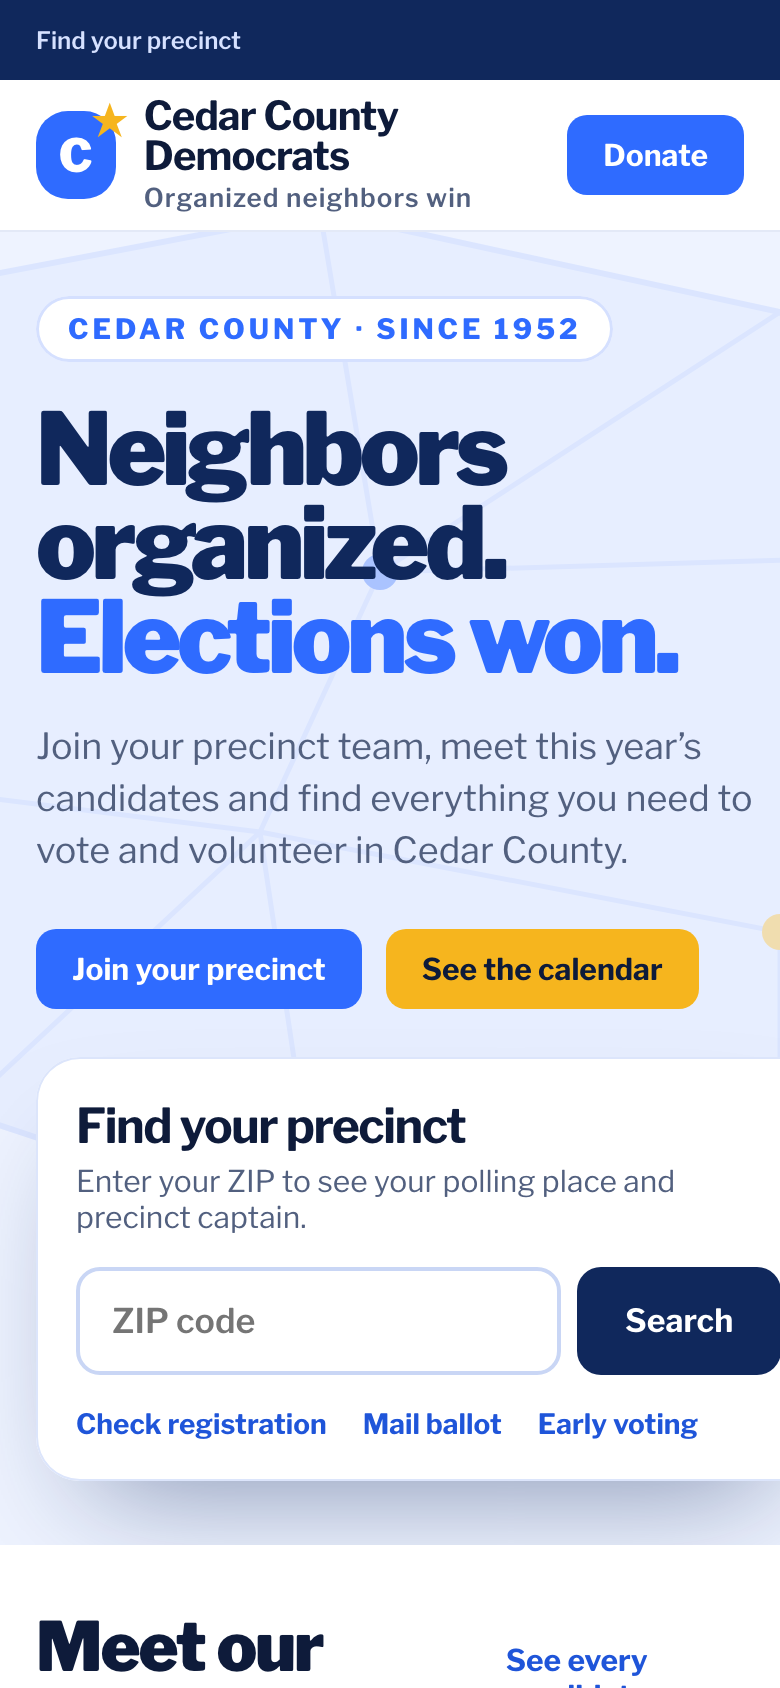 Find your precinct
C
Cedar County
Democrats
Organized neighbors win
Donate
CEDAR COUNTY · SINCE 1952
Neighbors
organized.
Elections won.
Join your precinct team, meet this year’s
candidates and find everything you need to
vote and volunteer in Cedar County.
Join your precinct
See the calendar
Find your precinct
Enter your ZIP to see your polling place and
precinct captain.
ZIP code
Search
Check registration
Mail ballot
Early voting
Meet our
See every